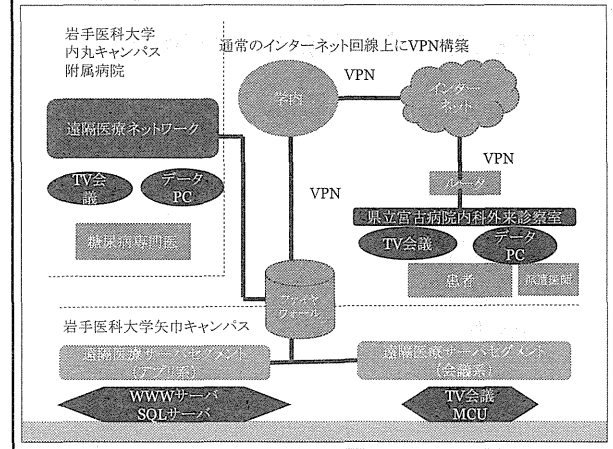 岩手医科大学
内丸キャンパス
附属病院
通常のインターネット回線上にVPN構築
VPN
学内
インター
ネット
遠隔医療ネットワーク
VPN
ルータ
TV会
議
データ
PC
VPN
県立宮古病院内科外来診察室
TV会議
データ
PC
糖尿病専門医
患者
派遣医師
ファイヤ
ウォール
岩手医科大学矢巾キャンパス
遠隔医療サーバセグメント
(アプリ系)
遠隔医療サーバセグメント
(会議系)
WWWサーバ
SQLサーバ
TV会議
MCU